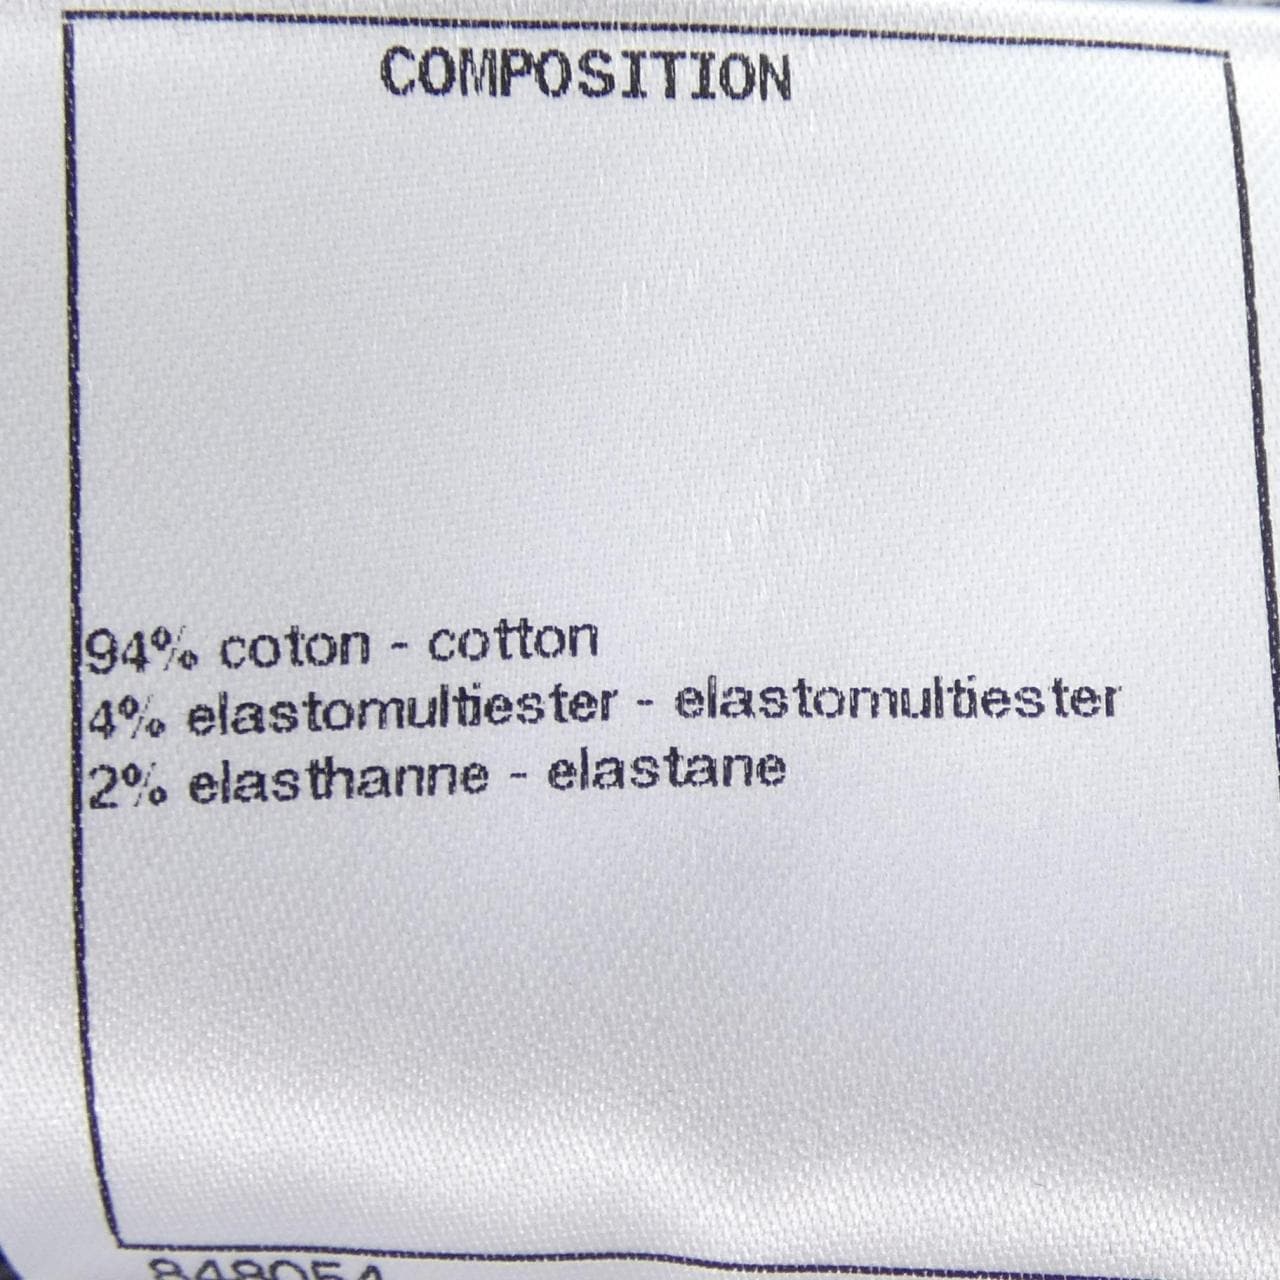 COMPOSITION
94% coton - cotton
4% elastomultiester - elastomultiester
2% elasthanne - elastane